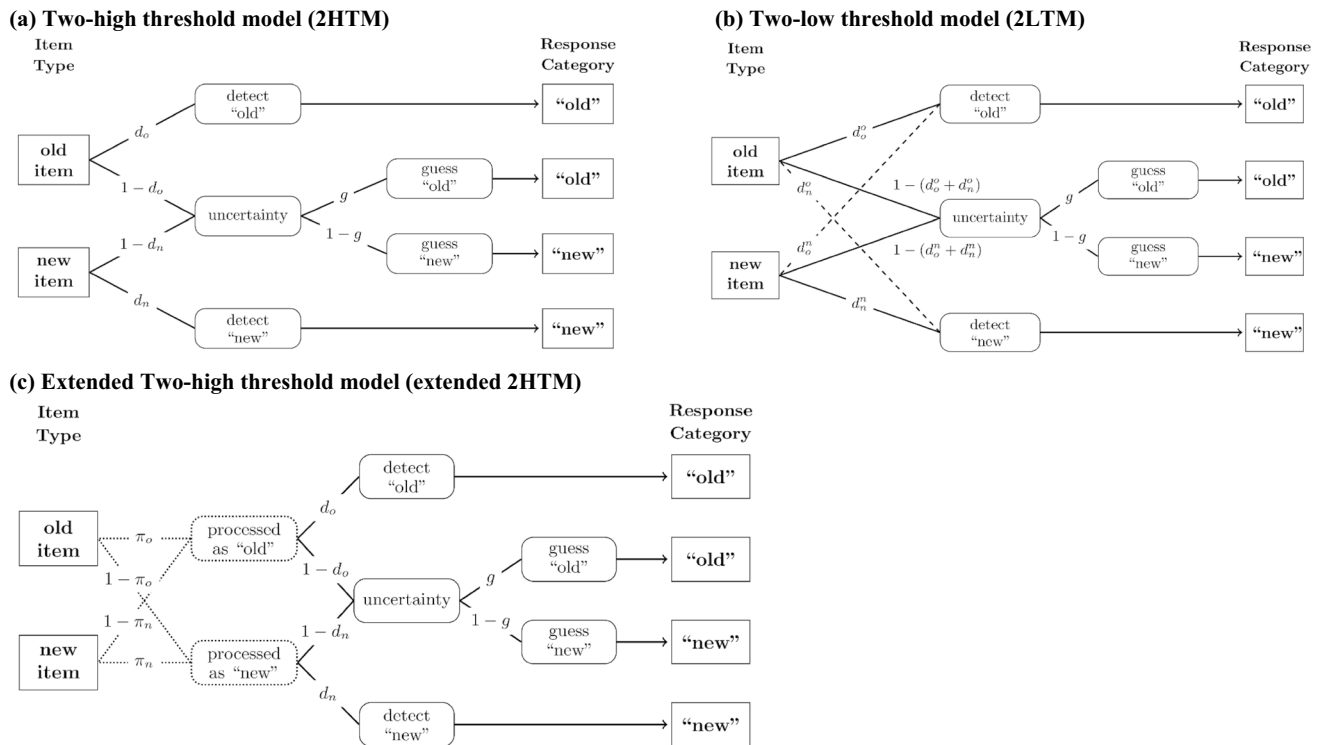 (a) Two-high threshold model (2HTM)
Item
Type
Response
Category
old
item
new
item
d_o
1 − d_o
1 − d_n
d_n
detect
“old”
uncertainty
detect
“new”
g
1 − g
guess
“old”
guess
“new”
“old”
“old”
“new”
“new”
(b) Two-low threshold model (2LTM)
Item
Type
Response
Category
old
item
new
item
d_o^o
d_n^o
1 − (d_o^o + d_n^o)
d_o^n
1 − (d_o^n + d_n^n)
d_n^n
detect
“old”
uncertainty
detect
“new”
g
1 − g
guess
“old”
guess
“new”
“old”
“old”
“new”
“new”
(c) Extended Two-high threshold model (extended 2HTM)
Item
Type
Response
Category
old
item
new
item
π_o
1 − π_o
1 − π_n
π_n
processed
as “old”
processed
as “new”
d_o
1 − d_o
1 − d_n
d_n
detect
“old”
uncertainty
detect
“new”
g
1 − g
guess
“old”
guess
“new”
“old”
“old”
“new”
“new”